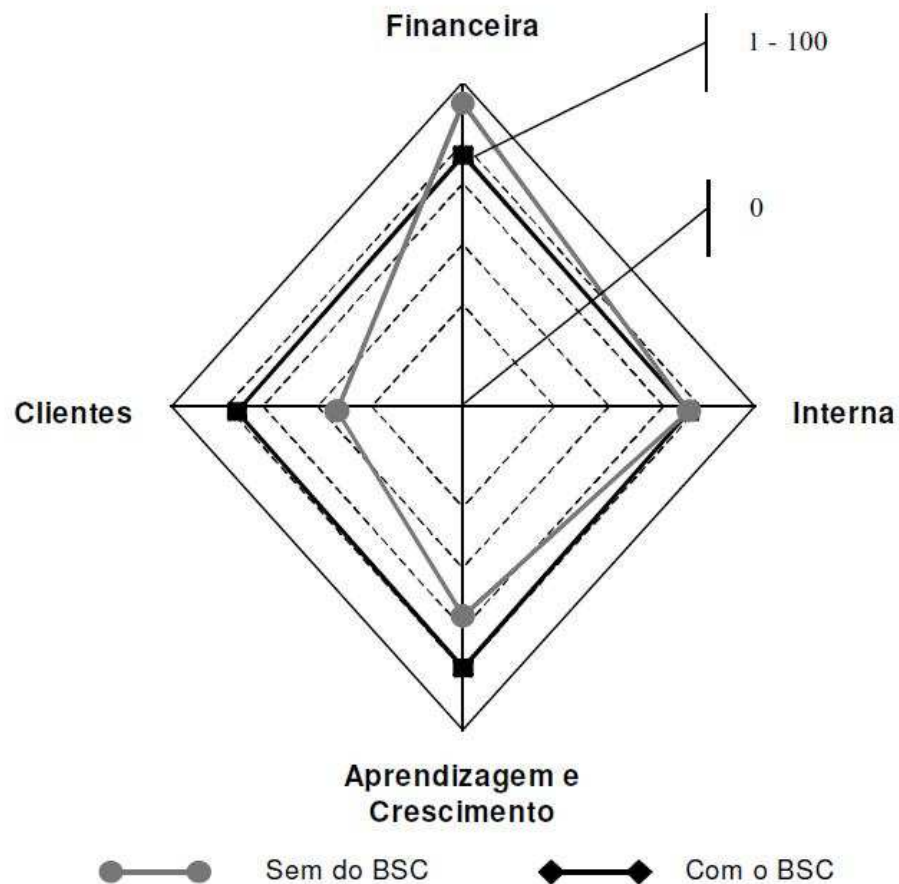 Financeira
1 - 100
0
Clientes
Interna
Aprendizagem e
Crescimento
Sem do BSC
Com o BSC